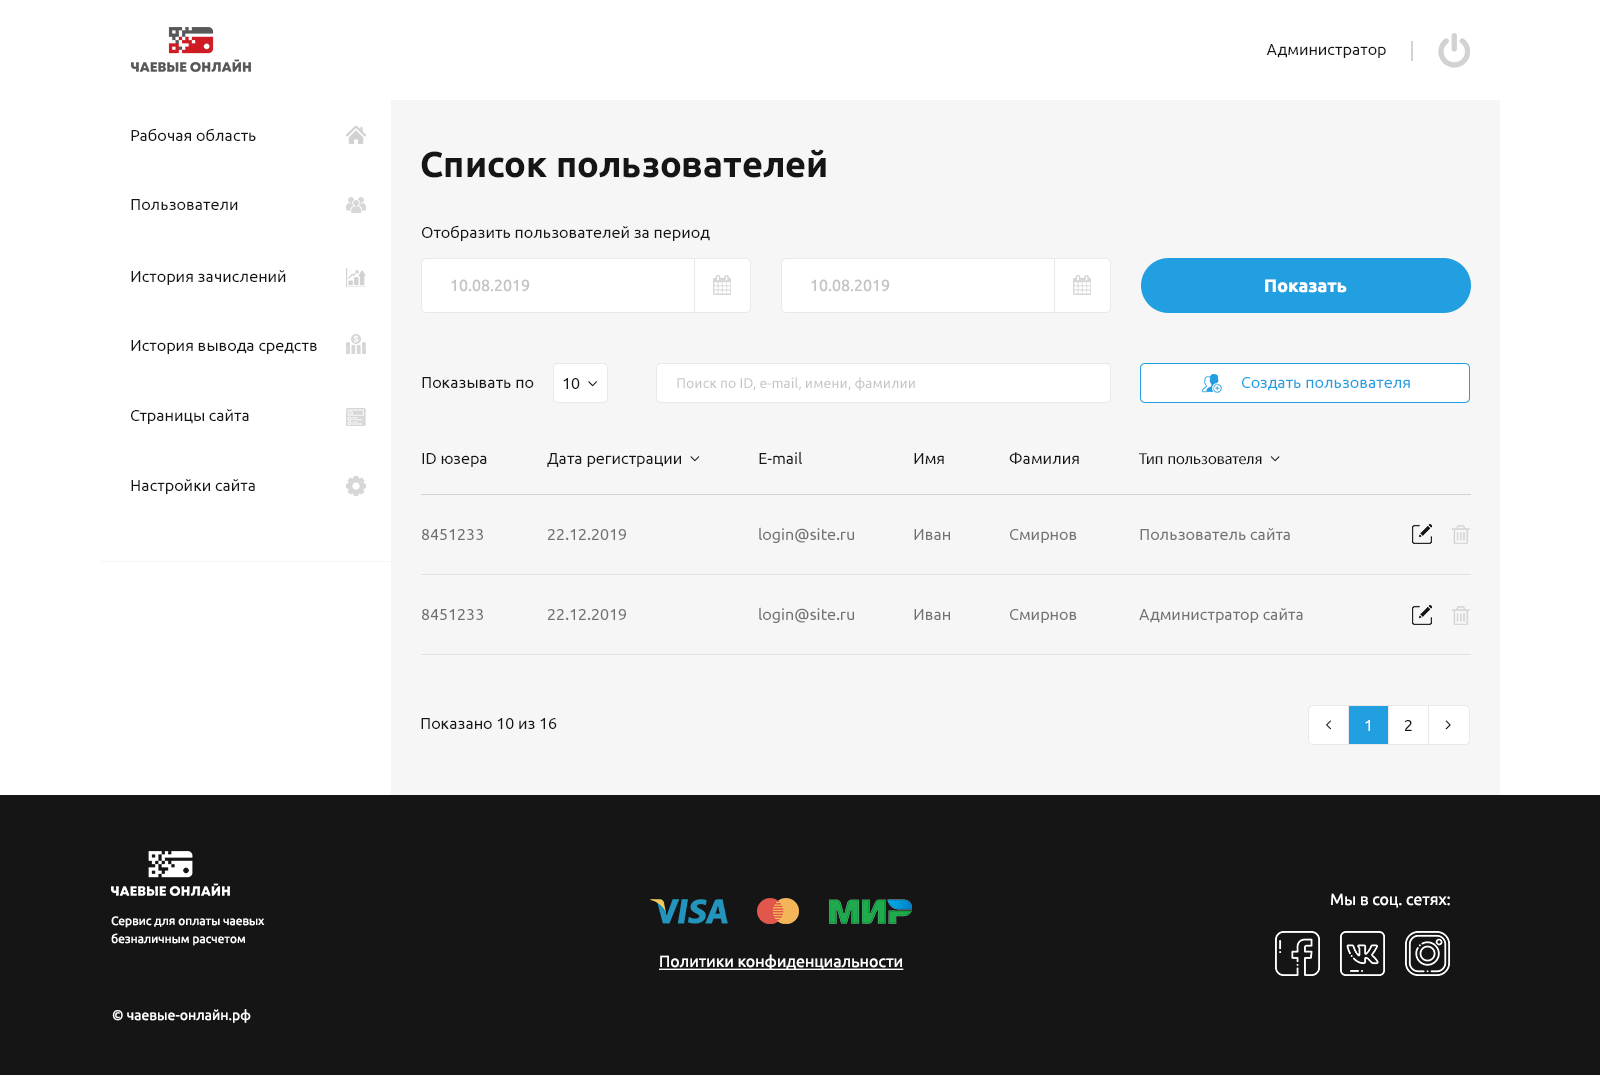 ЧАЕВЫЕ ОНЛАЙН
Администратор
Рабочая область
Пользователи
История зачислений
История вывода средств
Страницы сайта
Настройки сайта
Список пользователей
Отобразить пользователей за период
10.08.2019
10.08.2019
Показать
Показывать по
10
Поиск по ID, e-mail, имени, фамилии
Создать пользователя
ID юзера Дата регистрации E-mail Имя Фамилия Тип пользователя
8451233 22.12.2019 login@site.ru Иван Смирнов Пользователь сайта
8451233 22.12.2019 login@site.ru Иван Смирнов Администратор сайта
Показано 10 из 16
1 2
ЧАЕВЫЕ ОНЛАЙН
Сервис для оплаты чаевых
безналичным расчетом
© чаевые-онлайн.рф
VISA
МИР
Политики конфиденциальности
Мы в соц. сетях: